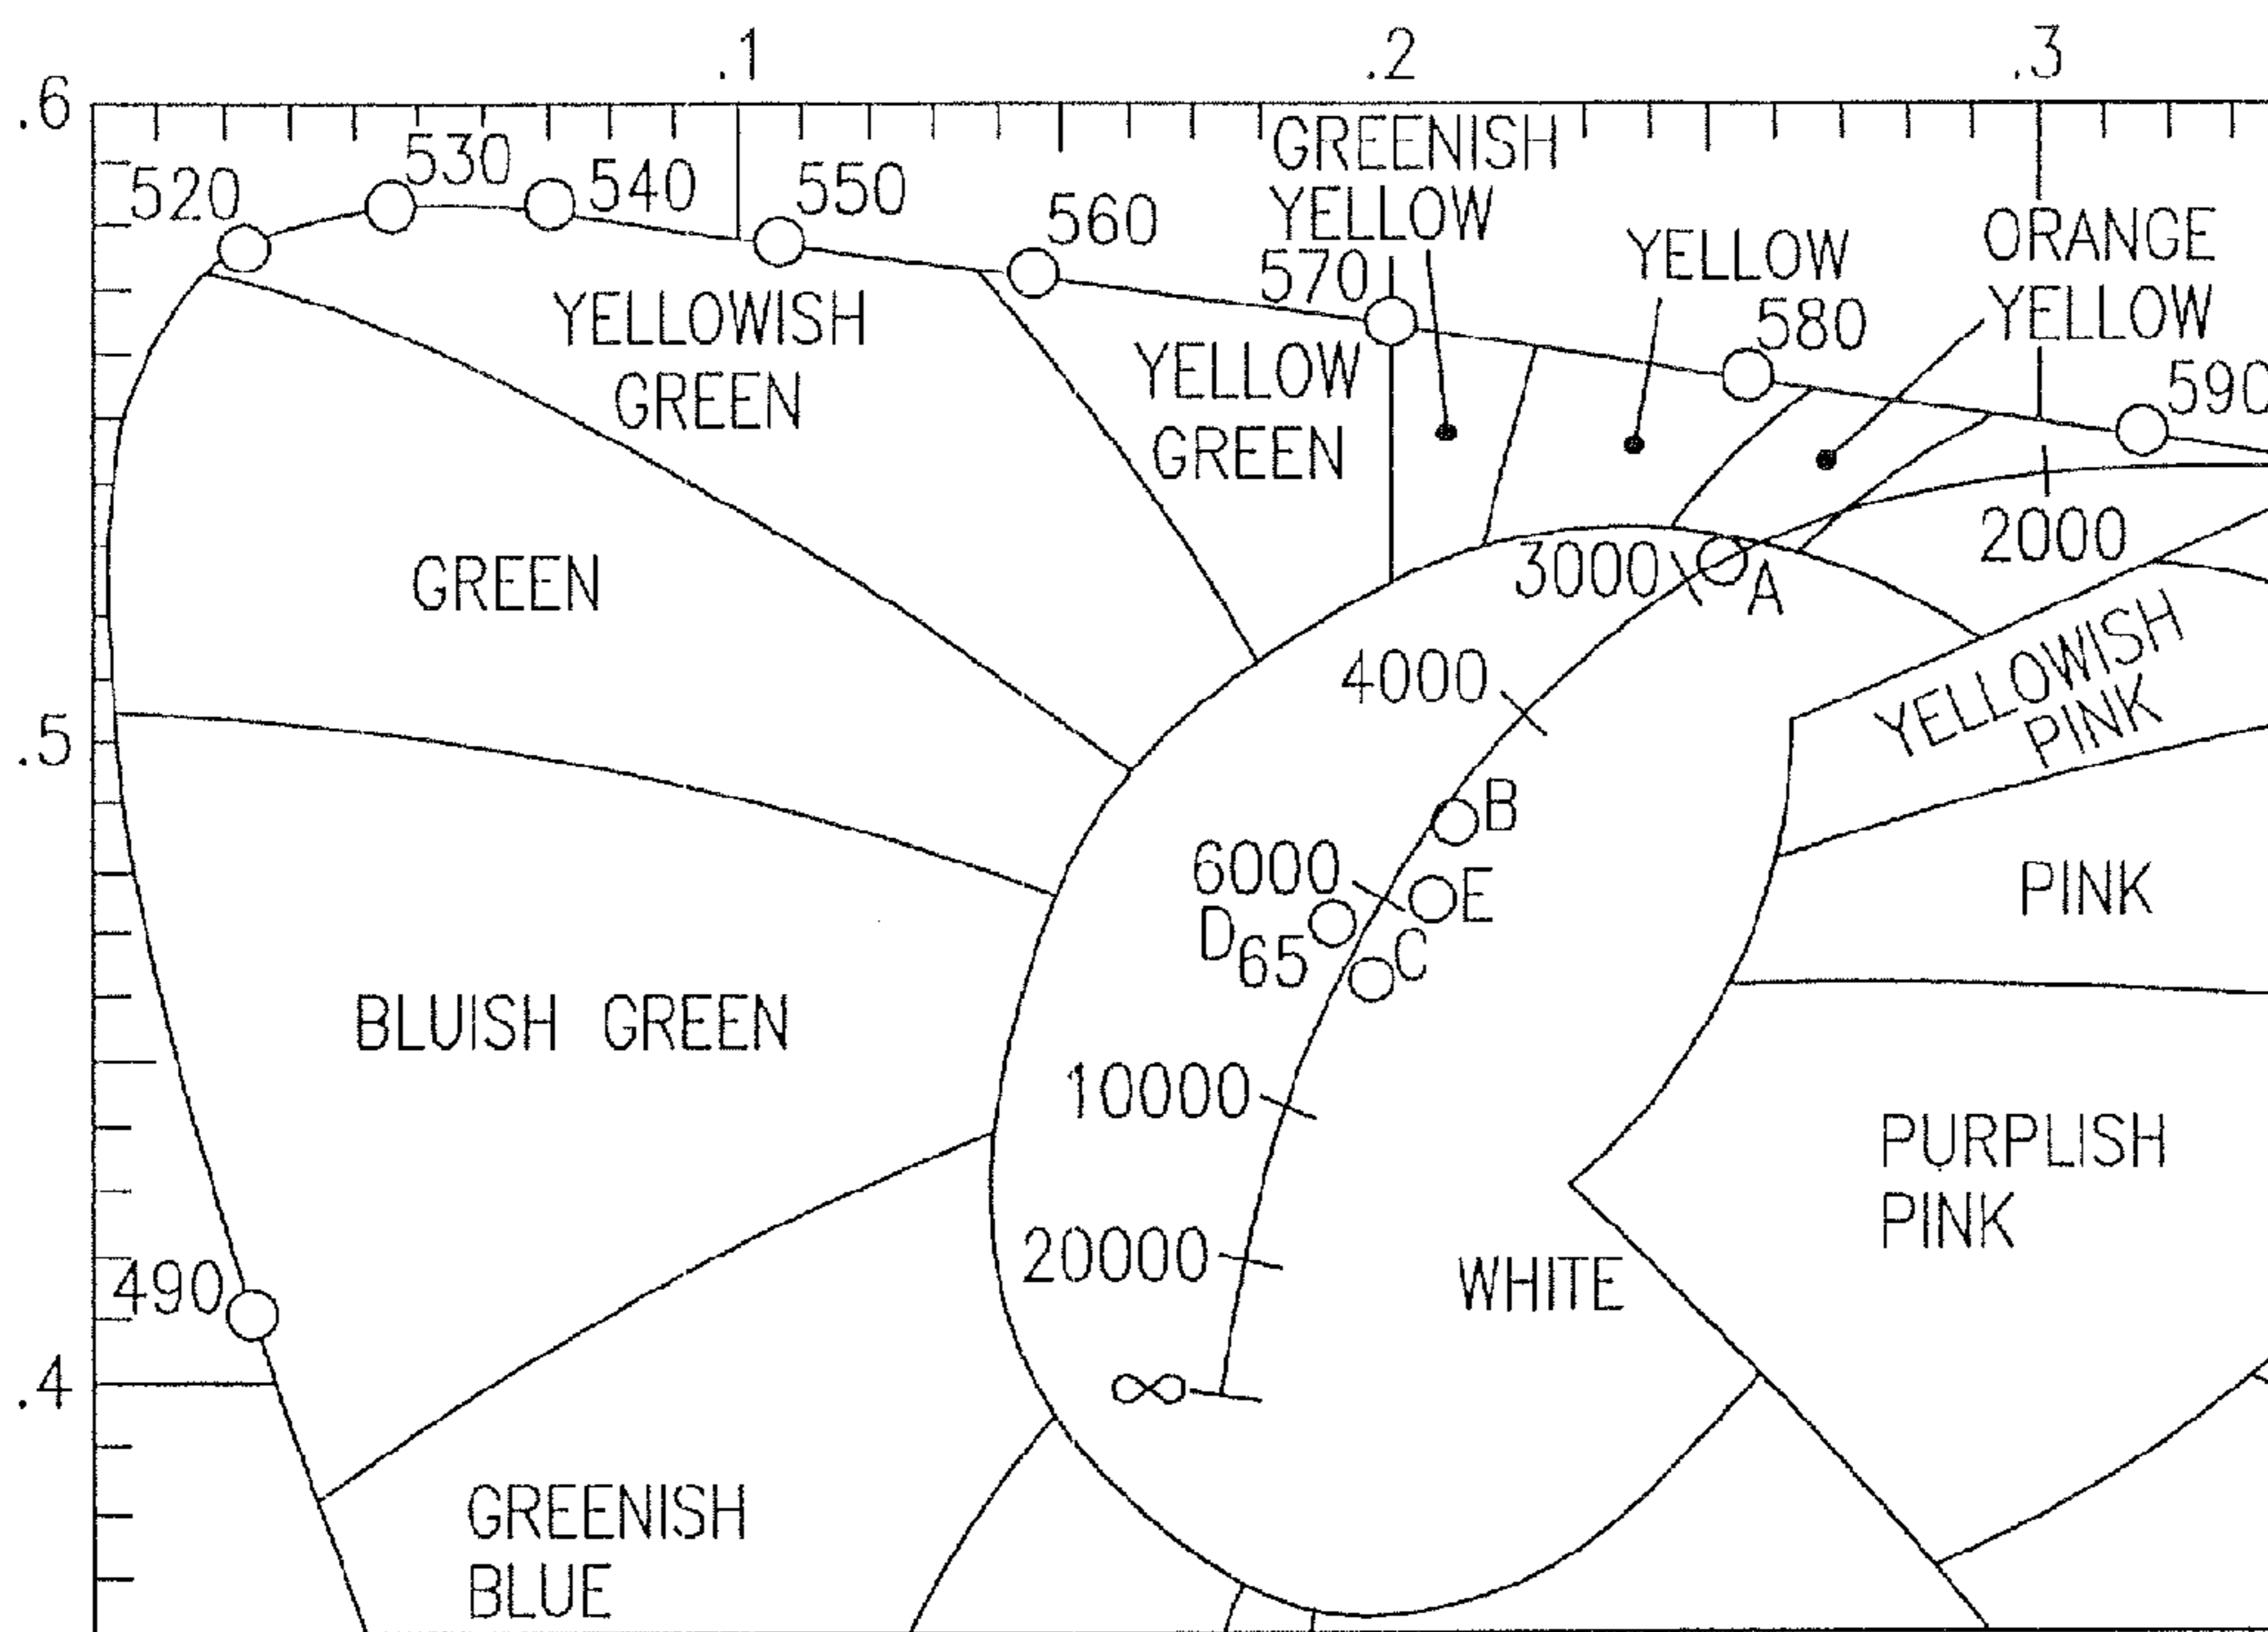 .1
.2
.3
.6
GREENISH
YELLOW
520
530
540
550
560
570
YELLOW
580
ORANGE
YELLOW
590
YELLOWISH
GREEN
YELLOW
GREEN
GREEN
3000
A
2000
4000
YELLOWISH
PINK
.5
B
6000
E
D65
C
PINK
BLUISH GREEN
10000
PURPLISH
PINK
20000
WHITE
490
.4
∞
GREENISH
BLUE